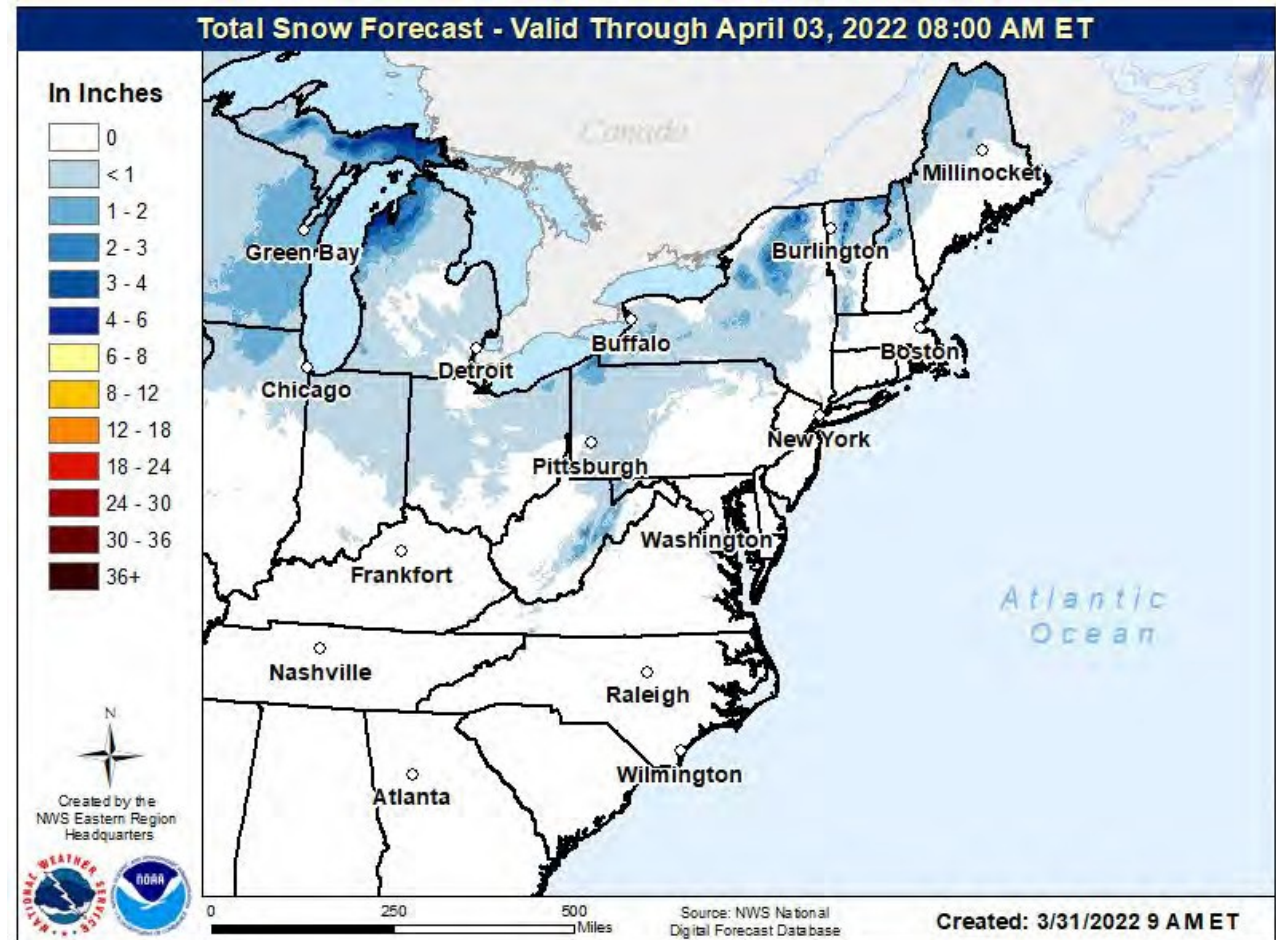 Total Snow Forecast - Valid Through April 03, 2022 08:00 AM ET
In Inches
0
< 1
1 - 2
2 - 3
3 - 4
4 - 6
6 - 8
8 - 12
12 - 18
18 - 24
24 - 30
30 - 36
36+
Canada
Millinocket
Green Bay
Burlington
Buffalo
Boston
Detroit
Chicago
New York
Pittsburgh
Washington
Frankfort
Atlantic
Ocean
Nashville
Raleigh
Wilmington
Atlanta
N
Created by the
NWS Eastern Region
Headquarters
NATIONAL WEATHER SERVICE
NOAA
0 250 500
Miles
Source: NWS National
Digital Forecast Database
Created: 3/31/2022 9 AM ET